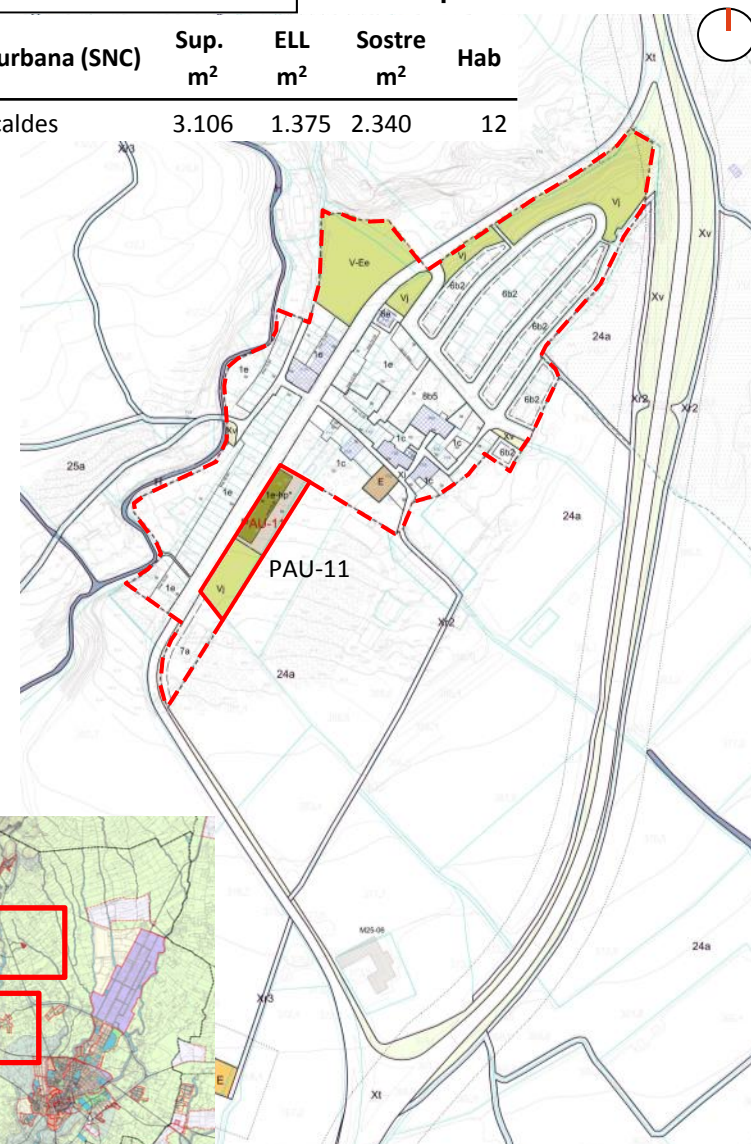 urbana (SNC) Sup. m² ELL m² Sostre m² Hab
caldes 3.106 1.375 2.340 12
Xt
Xr3
Vj
Xv
V-Ee
Vj
Vj
6b2
6b2
Xv
6b2
24a
1e
1e
1e
6b5
6b2
Xr2
Xr2
1c
1c
Xv
6b2
25a
1c
1c
E
24a
1e
1e-hp*
PAU-11
PAU-11
Vj
1e
7a
Xr2
24a
M25-06
24a
Xr3
E
Xt